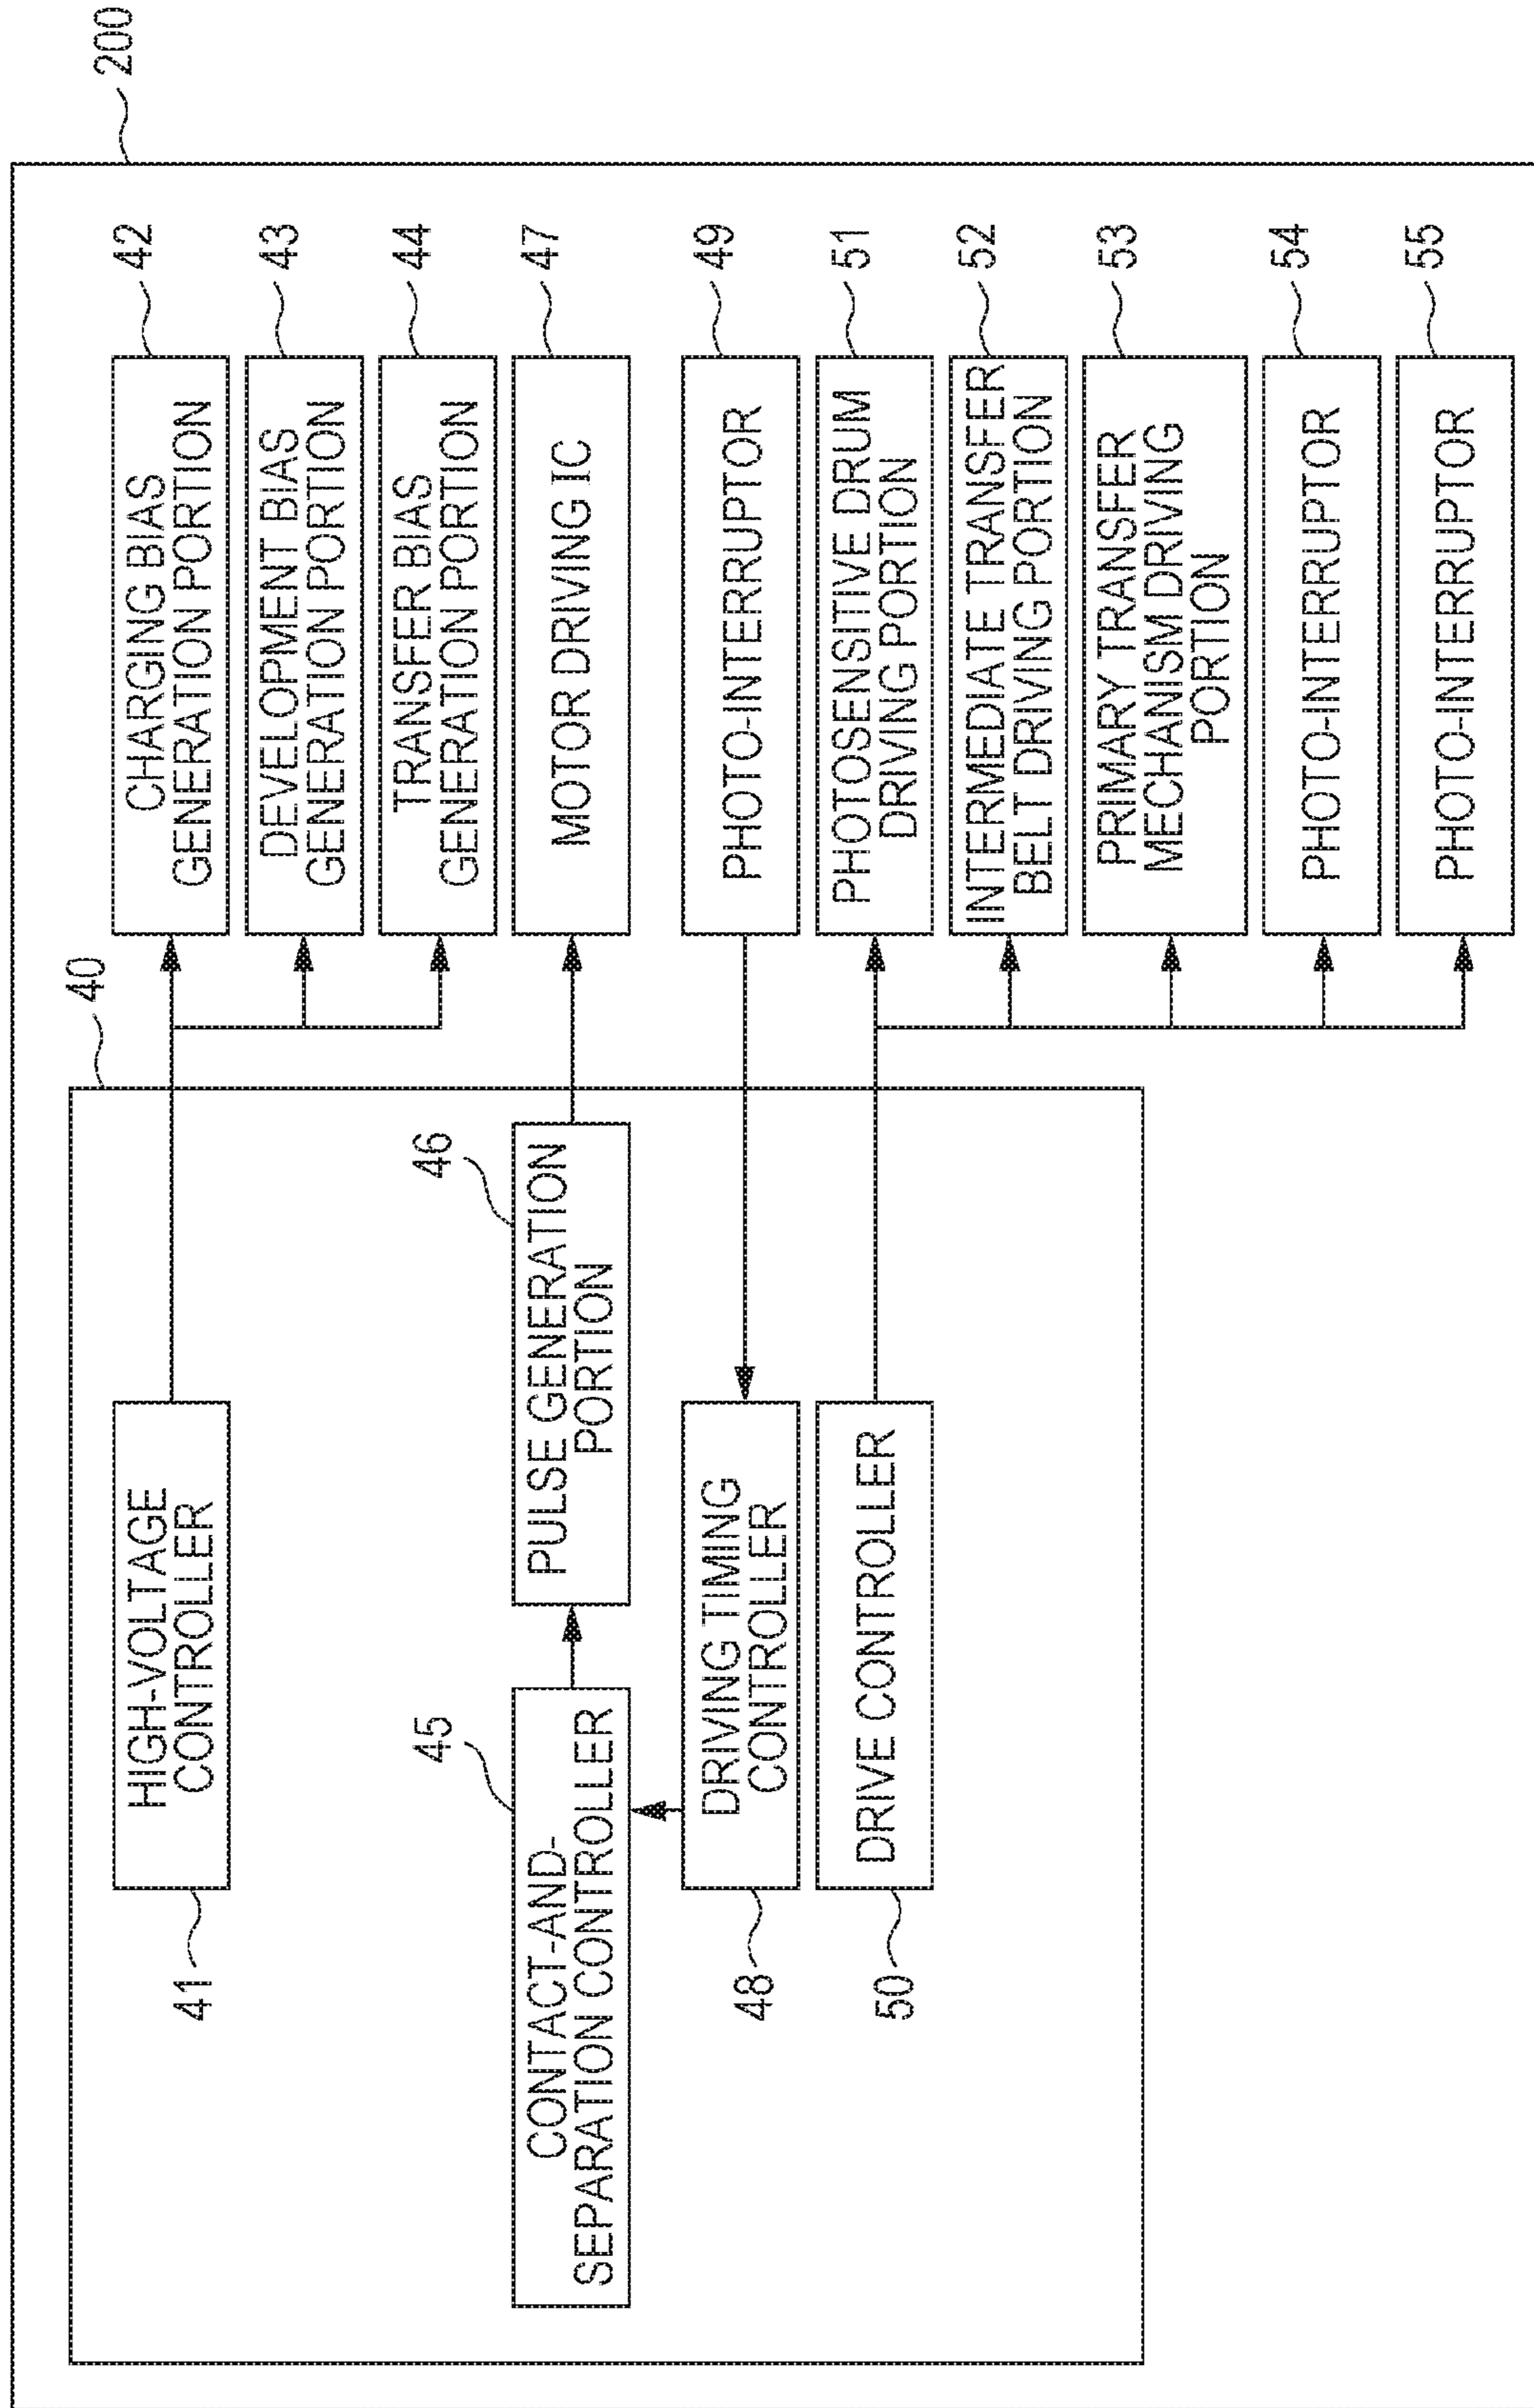 200
40
41
HIGH-VOLTAGE
CONTROLLER
CHARGING BIAS
GENERATION PORTION
42
DEVELOPMENT BIAS
GENERATION PORTION
43
TRANSFER BIAS
GENERATION PORTION
44
45
CONTACT-AND-
SEPARATION CONTROLLER
46
PULSE GENERATION
PORTION
MOTOR DRIVING IC
47
48
DRIVING TIMING
CONTROLLER
PHOTO-INTERRUPTOR
49
50
DRIVE CONTROLLER
PHOTOSENSITIVE DRUM
DRIVING PORTION
51
INTERMEDIATE TRANSFER
BELT DRIVING PORTION
52
PRIMARY TRANSFER
MECHANISM DRIVING
PORTION
53
PHOTO-INTERRUPTOR
54
PHOTO-INTERRUPTOR
55